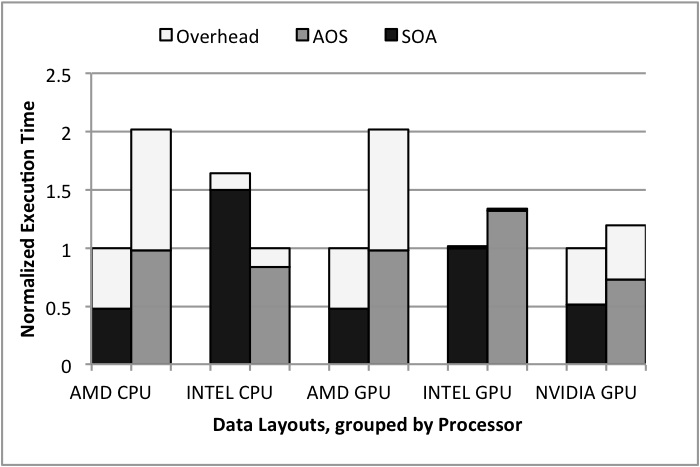 Overhead AOS SOA
2.5
2
1.5
1
0.5
0
Normalized Execution Time
AMD CPU INTEL CPU AMD GPU INTEL GPU NVIDIA GPU
Data Layouts, grouped by Processor